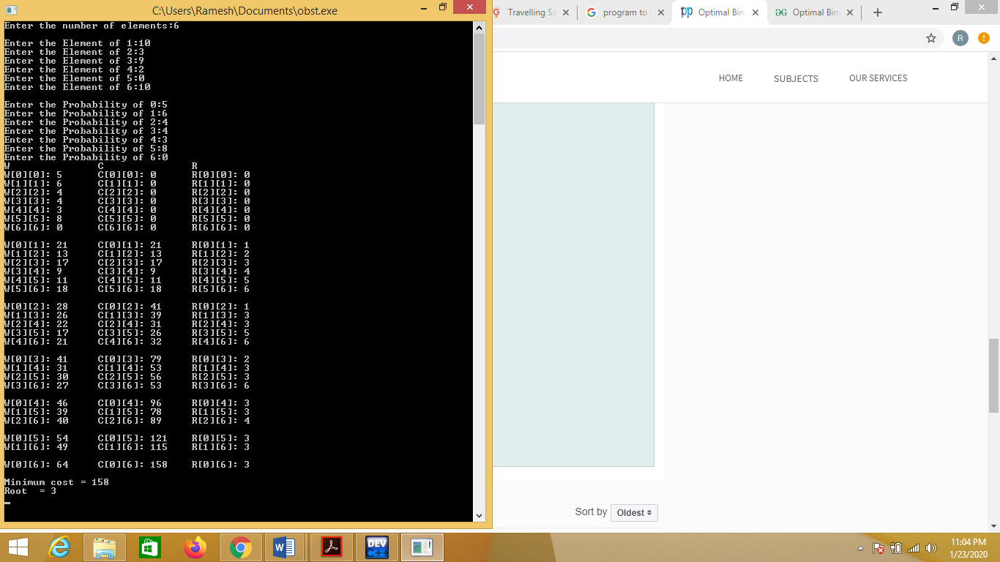 C:\Users\Ramesh\Documents\obst.exe
Enter the number of elements:6
Enter the Element of 1:10
Enter the Element of 2:3
Enter the Element of 3:9
Enter the Element of 4:2
Enter the Element of 5:0
Enter the Element of 6:10
Enter the Probability of 0:5
Enter the Probability of 1:6
Enter the Probability of 2:4
Enter the Probability of 3:4
Enter the Probability of 4:3
Enter the Probability of 5:8
Enter the Probability of 6:0
W C R
W[0][0]: 5 C[0][0]: 0 R[0][0]: 0
W[1][1]: 6 C[1][1]: 0 R[1][1]: 0
W[2][2]: 4 C[2][2]: 0 R[2][2]: 0
W[3][3]: 4 C[3][3]: 0 R[3][3]: 0
W[4][4]: 3 C[4][4]: 0 R[4][4]: 0
W[5][5]: 8 C[5][5]: 0 R[5][5]: 0
W[6][6]: 0 C[6][6]: 0 R[6][6]: 0
W[0][1]: 21 C[0][1]: 21 R[0][1]: 1
W[1][2]: 13 C[1][2]: 13 R[1][2]: 2
W[2][3]: 17 C[2][3]: 17 R[2][3]: 3
W[3][4]: 9 C[3][4]: 9 R[3][4]: 4
W[4][5]: 11 C[4][5]: 11 R[4][5]: 5
W[5][6]: 18 C[5][6]: 18 R[5][6]: 6
W[0][2]: 28 C[0][2]: 41 R[0][2]: 1
W[1][3]: 26 C[1][3]: 39 R[1][3]: 3
W[2][4]: 22 C[2][4]: 31 R[2][4]: 3
W[3][5]: 17 C[3][5]: 26 R[3][5]: 5
W[4][6]: 21 C[4][6]: 32 R[4][6]: 6
W[0][3]: 41 C[0][3]: 79 R[0][3]: 2
W[1][4]: 31 C[1][4]: 53 R[1][4]: 3
W[2][5]: 30 C[2][5]: 56 R[2][5]: 3
W[3][6]: 27 C[3][6]: 53 R[3][6]: 6
W[0][4]: 46 C[0][4]: 96 R[0][4]: 3
W[1][5]: 39 C[1][5]: 78 R[1][5]: 3
W[2][6]: 40 C[2][6]: 89 R[2][6]: 4
W[0][5]: 54 C[0][5]: 121 R[0][5]: 3
W[1][6]: 49 C[1][6]: 115 R[1][6]: 3
W[0][6]: 64 C[0][6]: 158 R[0][6]: 3
Minimum cost = 158
Root = 3
Travelling Sa
program to
Optimal Bin
Optimal Bin
R
HOME SUBJECTS OUR SERVICES
Sort by Oldest
DEV C++
11:04 PM
1/23/2020